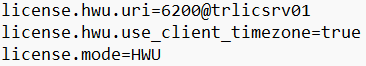 license.hwu.uri=6200@trlicsrv01
license.hwu.use_client_timezone=true
license.mode=HWU